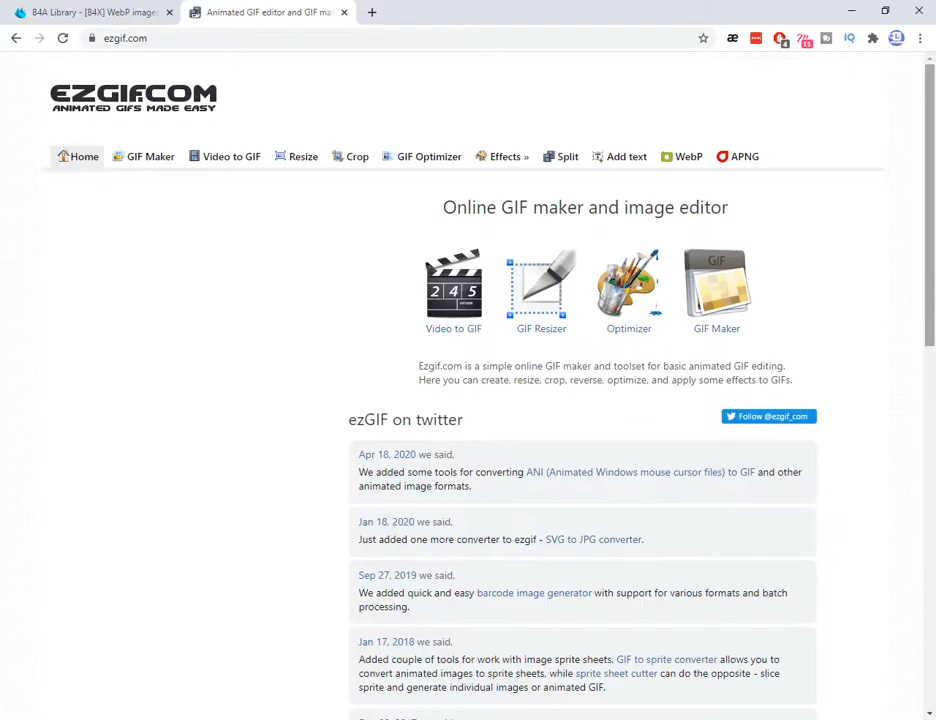 B4A Library - [B4X] WebP image
Animated GIF editor and GIF ma
ezgif.com
4
13
IQ
EZGIF.COM
ANIMATED GIFS MADE EASY
Home
GIF Maker
Video to GIF
Resize
Crop
GIF Optimizer
Effects »
Split
Add text
WebP
APNG
Online GIF maker and image editor
2 4 5
GIF
Video to GIF
GIF Resizer
Optimizer
GIF Maker
Ezgif.com is a simple online GIF maker and toolset for basic animated GIF editing.
Here you can create, resize, crop, reverse, optimize, and apply some effects to GIFs.
ezGIF on twitter
Follow @ezgif_com
Apr 18, 2020 we said,
We added some tools for converting ANI (Animated Windows mouse cursor files) to GIF and other
animated image formats.
Jan 18, 2020 we said,
Just added one more converter to ezgif - SVG to JPG converter.
Sep 27, 2019 we said,
We added quick and easy barcode image generator with support for various formats and batch
processing.
Jan 17, 2018 we said,
Added couple of tools for work with image sprite sheets. GIF to sprite converter allows you to
convert animated images to sprite sheets, while sprite sheet cutter can do the opposite - slice
sprite and generate individual images or animated GIF.